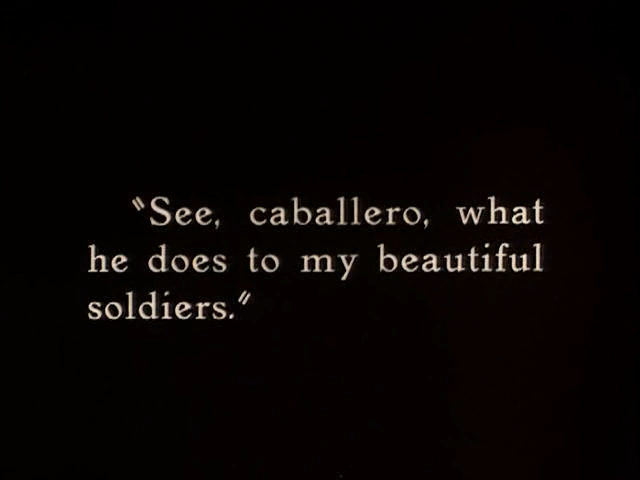 "See, caballero, what
he does to my beautiful
soldiers."